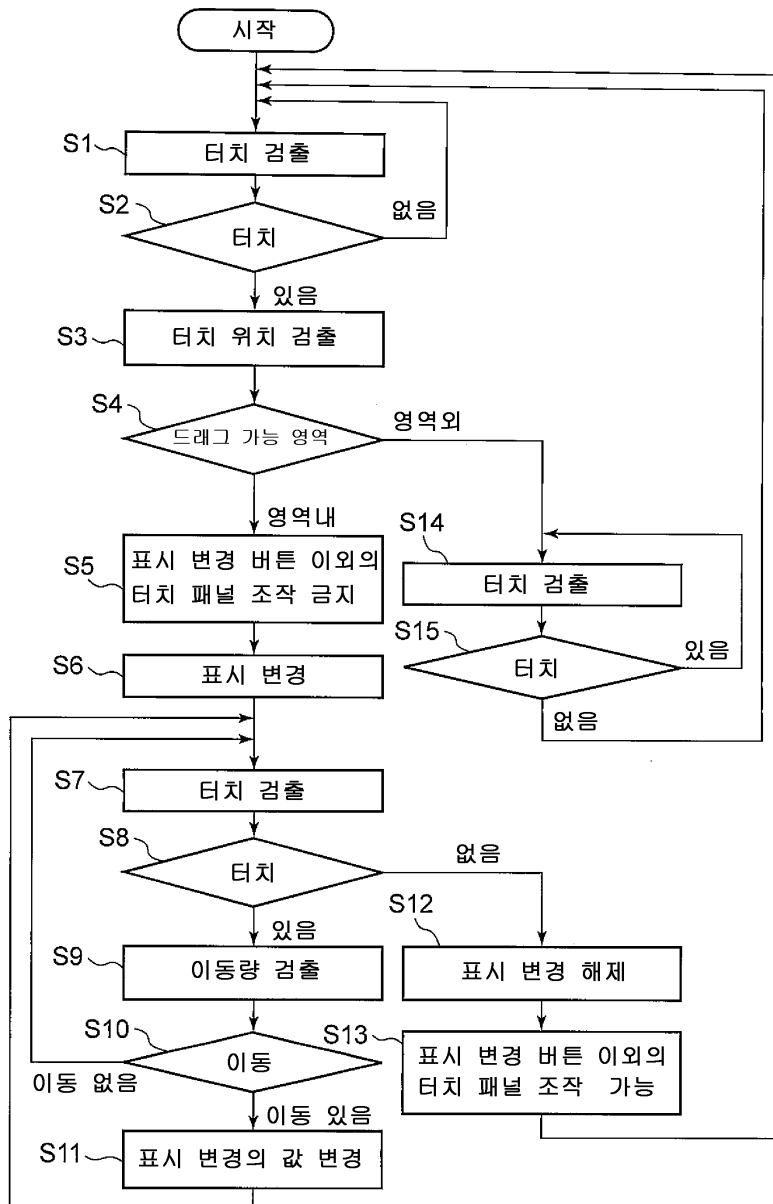 시작
S1
터치 검출
S2
터치
없음
있음
S3
터치 위치 검출
S4
드래그 가능 영역
영역외
영역내
S5
표시 변경 버튼 이외의
터치 패널 조작 금지
S14
터치 검출
S6
표시 변경
S15
터치
있음
없음
S7
터치 검출
S8
터치
없음
있음
S9
이동량 검출
S12
표시 변경 해제
S10
이동
이동 없음
이동 있음
S13
표시 변경 버튼 이외의
터치 패널 조작 가능
S11
표시 변경의 값 변경